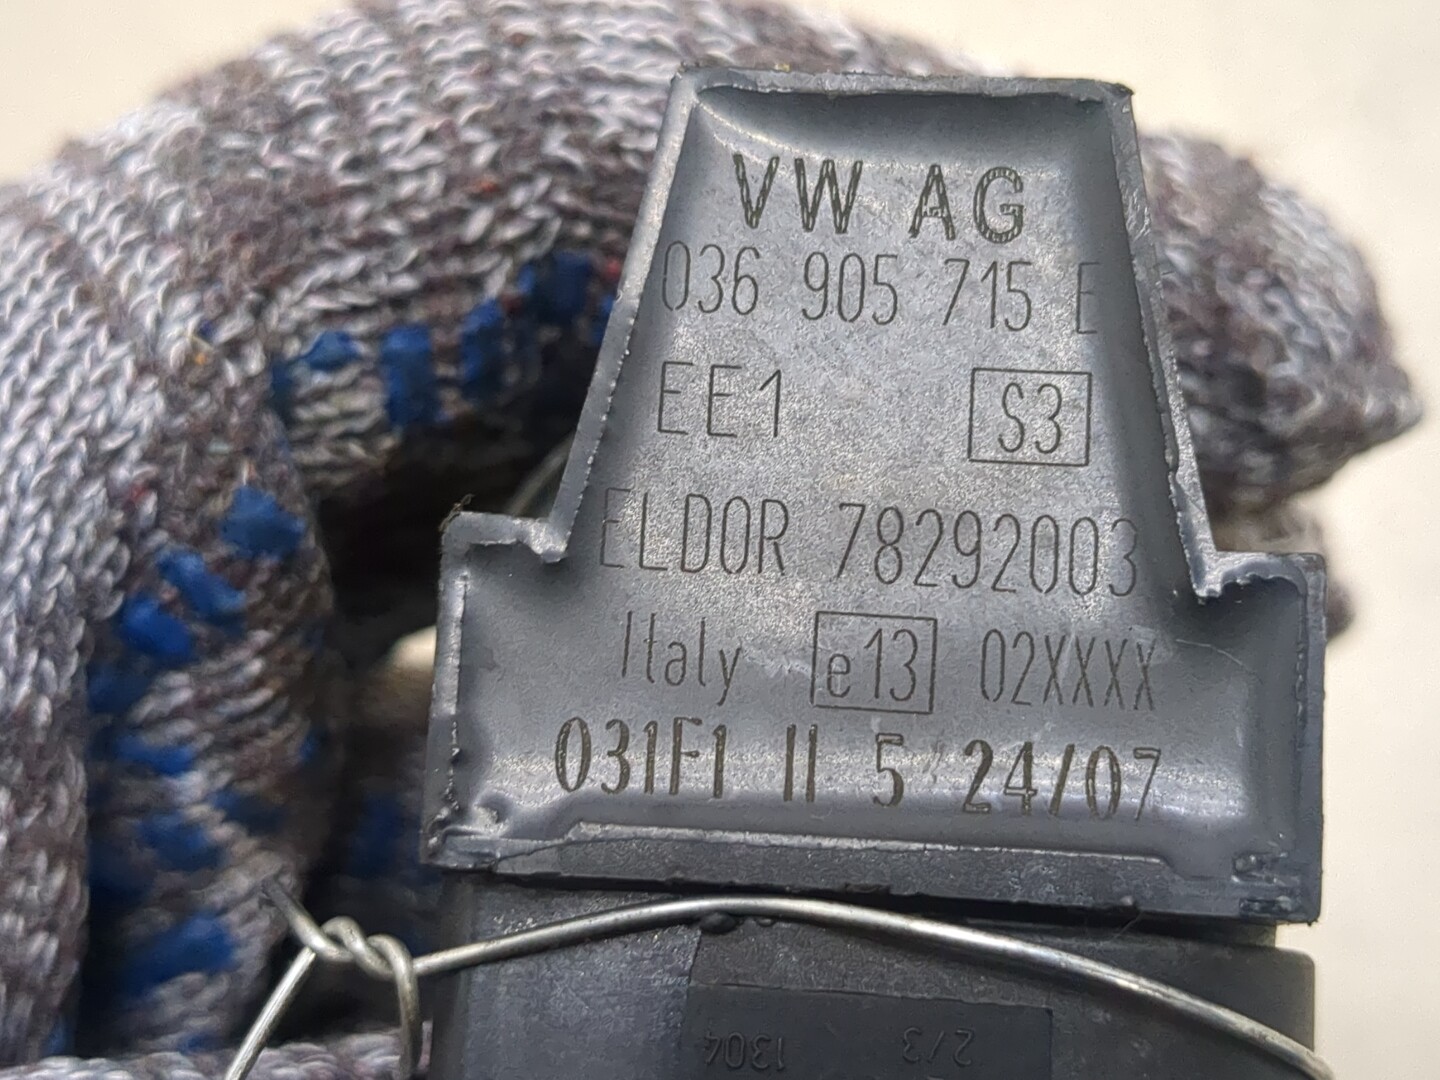 VW AG
036 905 715 E
EE1 S3
ELDOR 78292003
Italy e13 02XXXX
031F1 II 5 24/07
1304 2/3